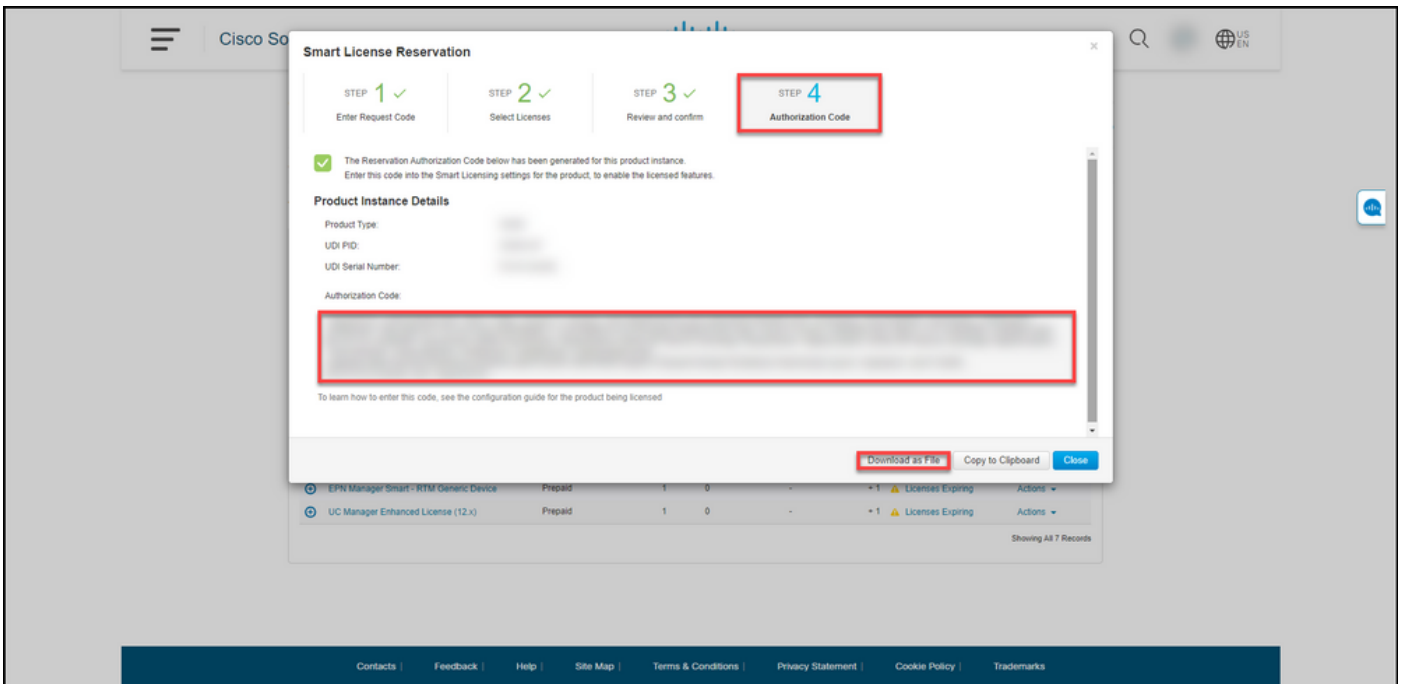 Cisco So
US
EN
Smart License Reservation
×
STEP 1 ✓
Enter Request Code
STEP 2 ✓
Select Licenses
STEP 3 ✓
Review and confirm
STEP 4
Authorization Code
The Reservation Authorization Code below has been generated for this product instance.
Enter this code into the Smart Licensing settings for the product, to enable the licensed features.
Product Instance Details
Product Type:
UDI PID:
UDI Serial Number:
Authorization Code:
To learn how to enter this code, see the configuration guide for the product being licensed
Download as File Copy to Clipboard Close
EPN Manager Smart - RTM Generic Device Prepaid 1 0 - + 1 Licenses Expiring Actions
UC Manager Enhanced License (12.x) Prepaid 1 0 - + 1 Licenses Expiring Actions
Showing All 7 Records
Contacts | Feedback | Help | Site Map | Terms & Conditions | Privacy Statement | Cookie Policy | Trademarks